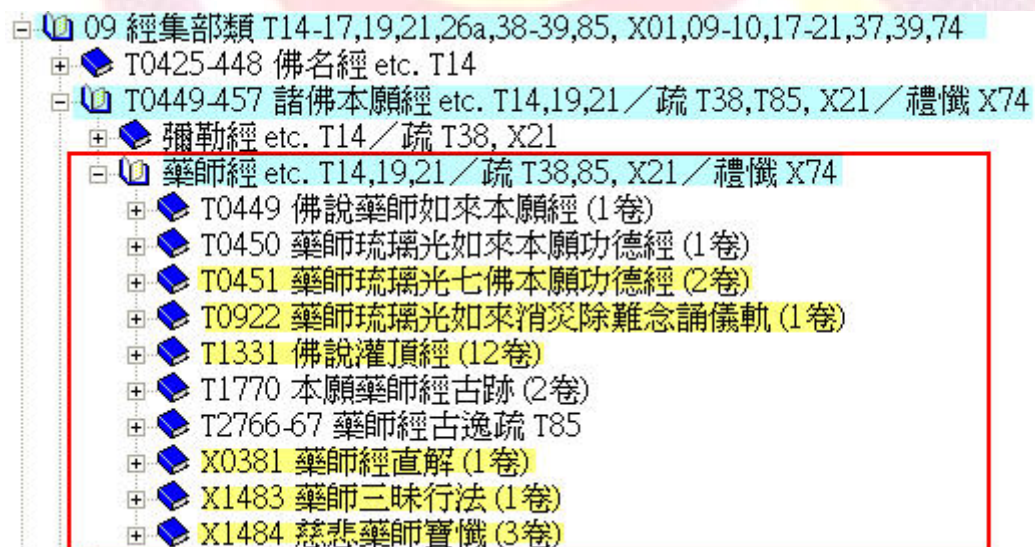 09 經集部類 T14-17,19,21,26a,38-39,85, X01,09-10,17-21,37,39,74
T0425-448 佛名經 etc. T14
T0449-457 諸佛本願經 etc. T14,19,21／疏 T38,T85, X21／禮懺 X74
彌勒經 etc. T14／疏 T38, X21
藥師經 etc. T14,19,21／疏 T38,85, X21／禮懺 X74
T0449 佛說藥師如來本願經 (1卷)
T0450 藥師琉璃光如來本願功德經 (1卷)
T0451 藥師琉璃光七佛本願功德經 (2卷)
T0922 藥師琉璃光如來消災除難念誦儀軌 (1卷)
T1331 佛說灌頂經 (12卷)
T1770 本願藥師經古跡 (2卷)
T2766-67 藥師經古逸疏 T85
X0381 藥師經直解 (1卷)
X1483 藥師三昧行法 (1卷)
X1484 慈悲藥師寶懺 (3卷)